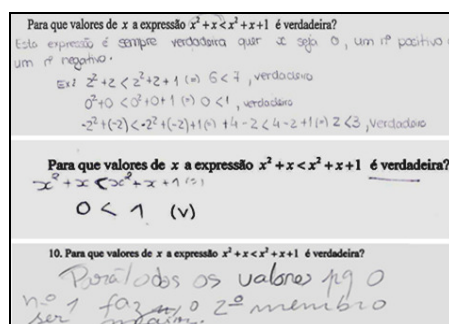 Para que valores de x a expressão x² + x < x² + x + 1 é verdadeira?
Esta expressão é sempre verdadeira quer x seja 0, um nº positivo o
um nº negativo.
Ex: 2²+2 < 2²+2+1 (=) 6 < 7, verdadeiro
0²+0 < 0²+0+1 (=) 0 < 1, verdadeiro
-2²+(-2) < -2²+(-2)+1 (=) +4-2 < 4-2+1 (=) 2 < 3, verdadeiro
Para que valores de x a expressão x² + x < x² + x + 1 é verdadeira?
x² + x < x² + x + 1 (=)
0 < 1 (V)
10. Para que valores de x a expressão x² + x < x² + x + 1 é verdadeira?
Para todos os valores pq o
nº 1 faz o 2º membro
ser maior.